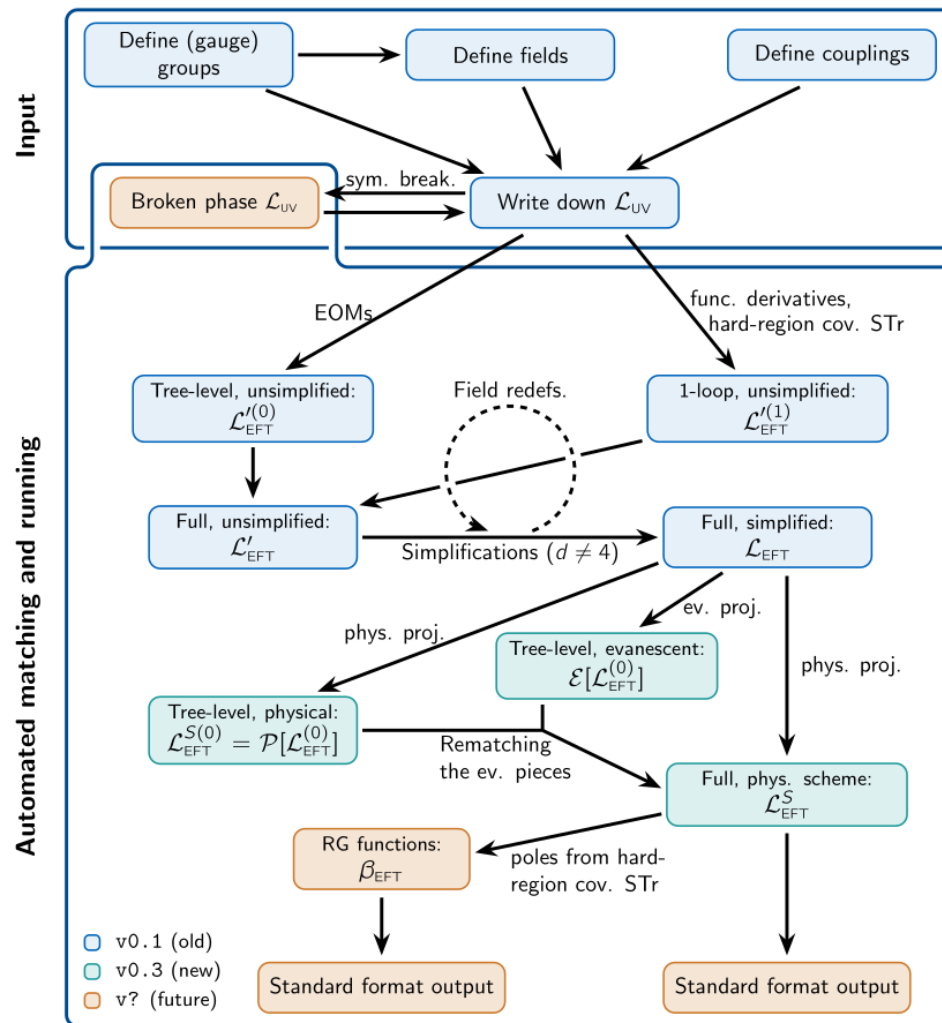 Input
Define (gauge)
groups
Define fields
Define couplings
sym. break.
Broken phase ℒ_UV
Write down ℒ_UV
Automated matching and running
EOMs
func. derivatives,
hard-region cov. STr
Tree-level, unsimplified:
ℒ′_EFT^(0)
Field redefs.
1-loop, unsimplified:
ℒ′_EFT^(1)
Full, unsimplified:
ℒ′_EFT
Simplifications (d ≠ 4)
Full, simplified:
ℒ_EFT
phys. proj.
ev. proj.
phys. proj.
Tree-level, evanescent:
ℰ[ℒ_EFT^(0)]
Tree-level, physical:
ℒ_EFT^S(0) = 𝒫[ℒ_EFT^(0)]
Rematching
the ev. pieces
Full, phys. scheme:
ℒ_EFT^S
RG functions:
β_EFT
poles from hard-
region cov. STr
v0.1 (old)
v0.3 (new)
v? (future)
Standard format output
Standard format output